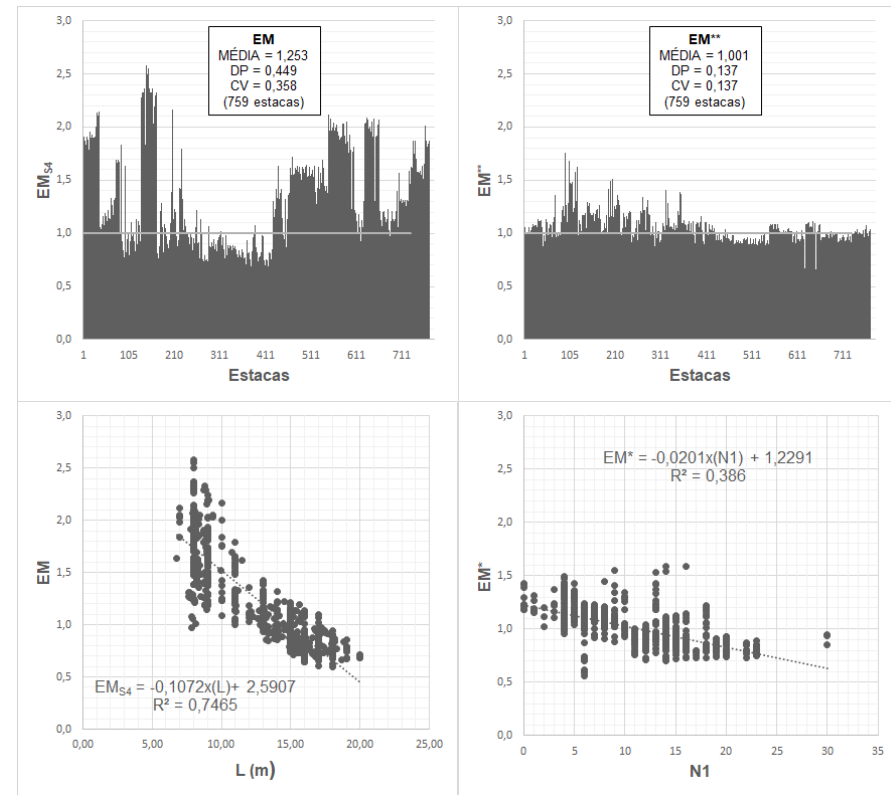 3,0
2,5
2,0
1,5
1,0
0,5
0,0
EM
MÉDIA = 1,253
DP = 0,449
CV = 0,358
(759 estacas)
EM_S4
1 105 210 311 411 511 611 711
Estacas
3,0
2,5
2,0
1,5
1,0
0,5
0,0
EM**
MÉDIA = 1,001
DP = 0,137
CV = 0,137
(759 estacas)
EM**
1 105 210 311 411 511 611 711
Estacas
3,0
2,5
2,0
1,5
1,0
0,5
0,0
EM
EM_S4 = -0,1072x(L)+ 2,5907
R² = 0,7465
0,00 5,00 10,00 15,00 20,00 25,00
L (m)
3,0
2,5
2,0
1,5
1,0
0,5
0,0
EM*
EM* = -0,0201x(N1) + 1,2291
R² = 0,386
0 5 10 15 20 25 30 35
N1